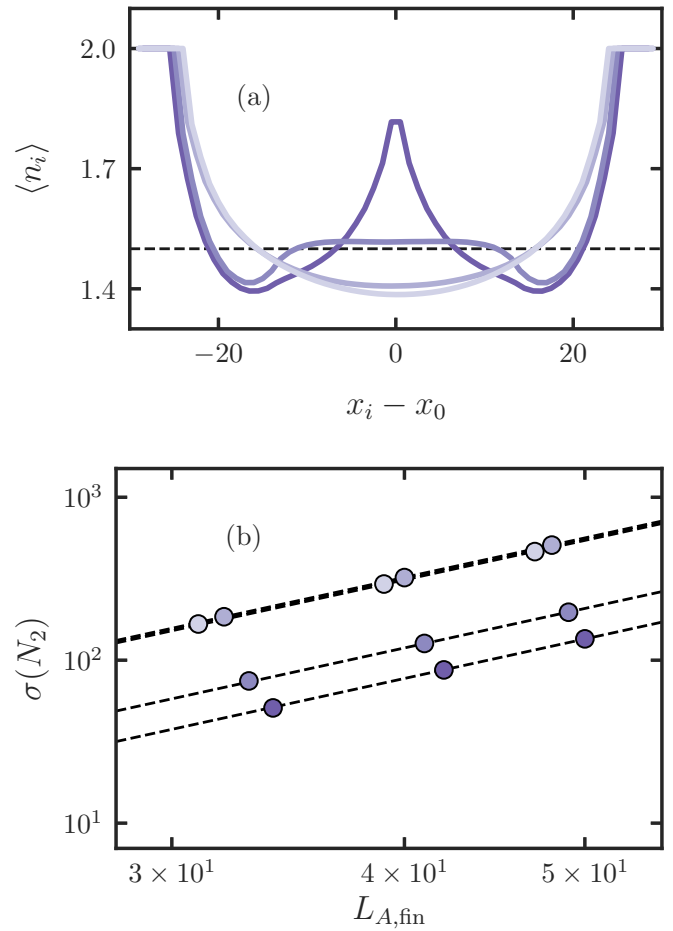 2.0
1.7
1.4
⟨n_i⟩
(a)
−20 0 20
x_i − x_0
10^3
10^2
10^1
σ(N_2)
(b)
3 × 10^1 4 × 10^1 5 × 10^1
L_{A,fin}